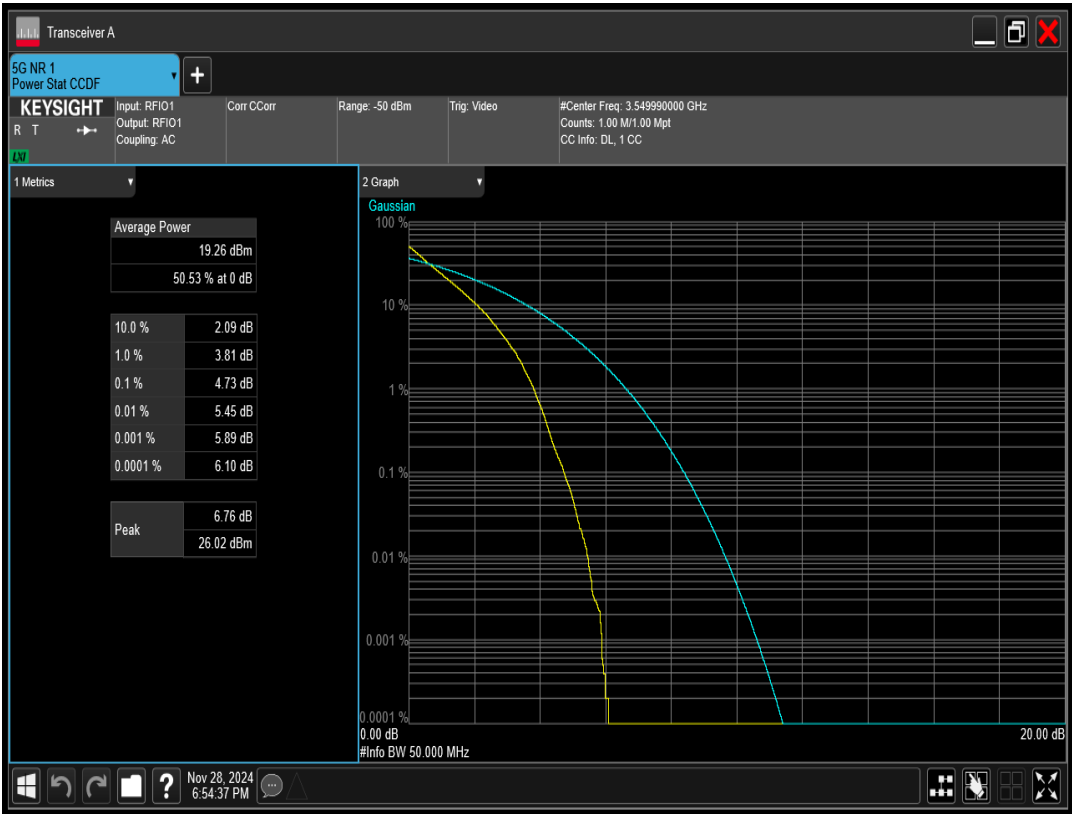 Transceiver A
5G NR 1
Power Stat CCDF
KEYSIGHT
R T
LXI
Input: RFIO1
Output: RFIO1
Coupling: AC
Corr CCorr
Range: -50 dBm
Trig: Video
#Center Freq: 3.549990000 GHz
Counts: 1.00 M/1.00 Mpt
CC Info: DL, 1 CC
1 Metrics
Average Power
19.26 dBm
50.53 % at 0 dB
10.0 % 2.09 dB
1.0 % 3.81 dB
0.1 % 4.73 dB
0.01 % 5.45 dB
0.001 % 5.89 dB
0.0001 % 6.10 dB
Peak
6.76 dB
26.02 dBm
2 Graph
Gaussian
100 %
10 %
1 %
0.1 %
0.01 %
0.001 %
0.0001 %
0.00 dB 20.00 dB
#Info BW 50.000 MHz
Nov 28, 2024
6:54:37 PM